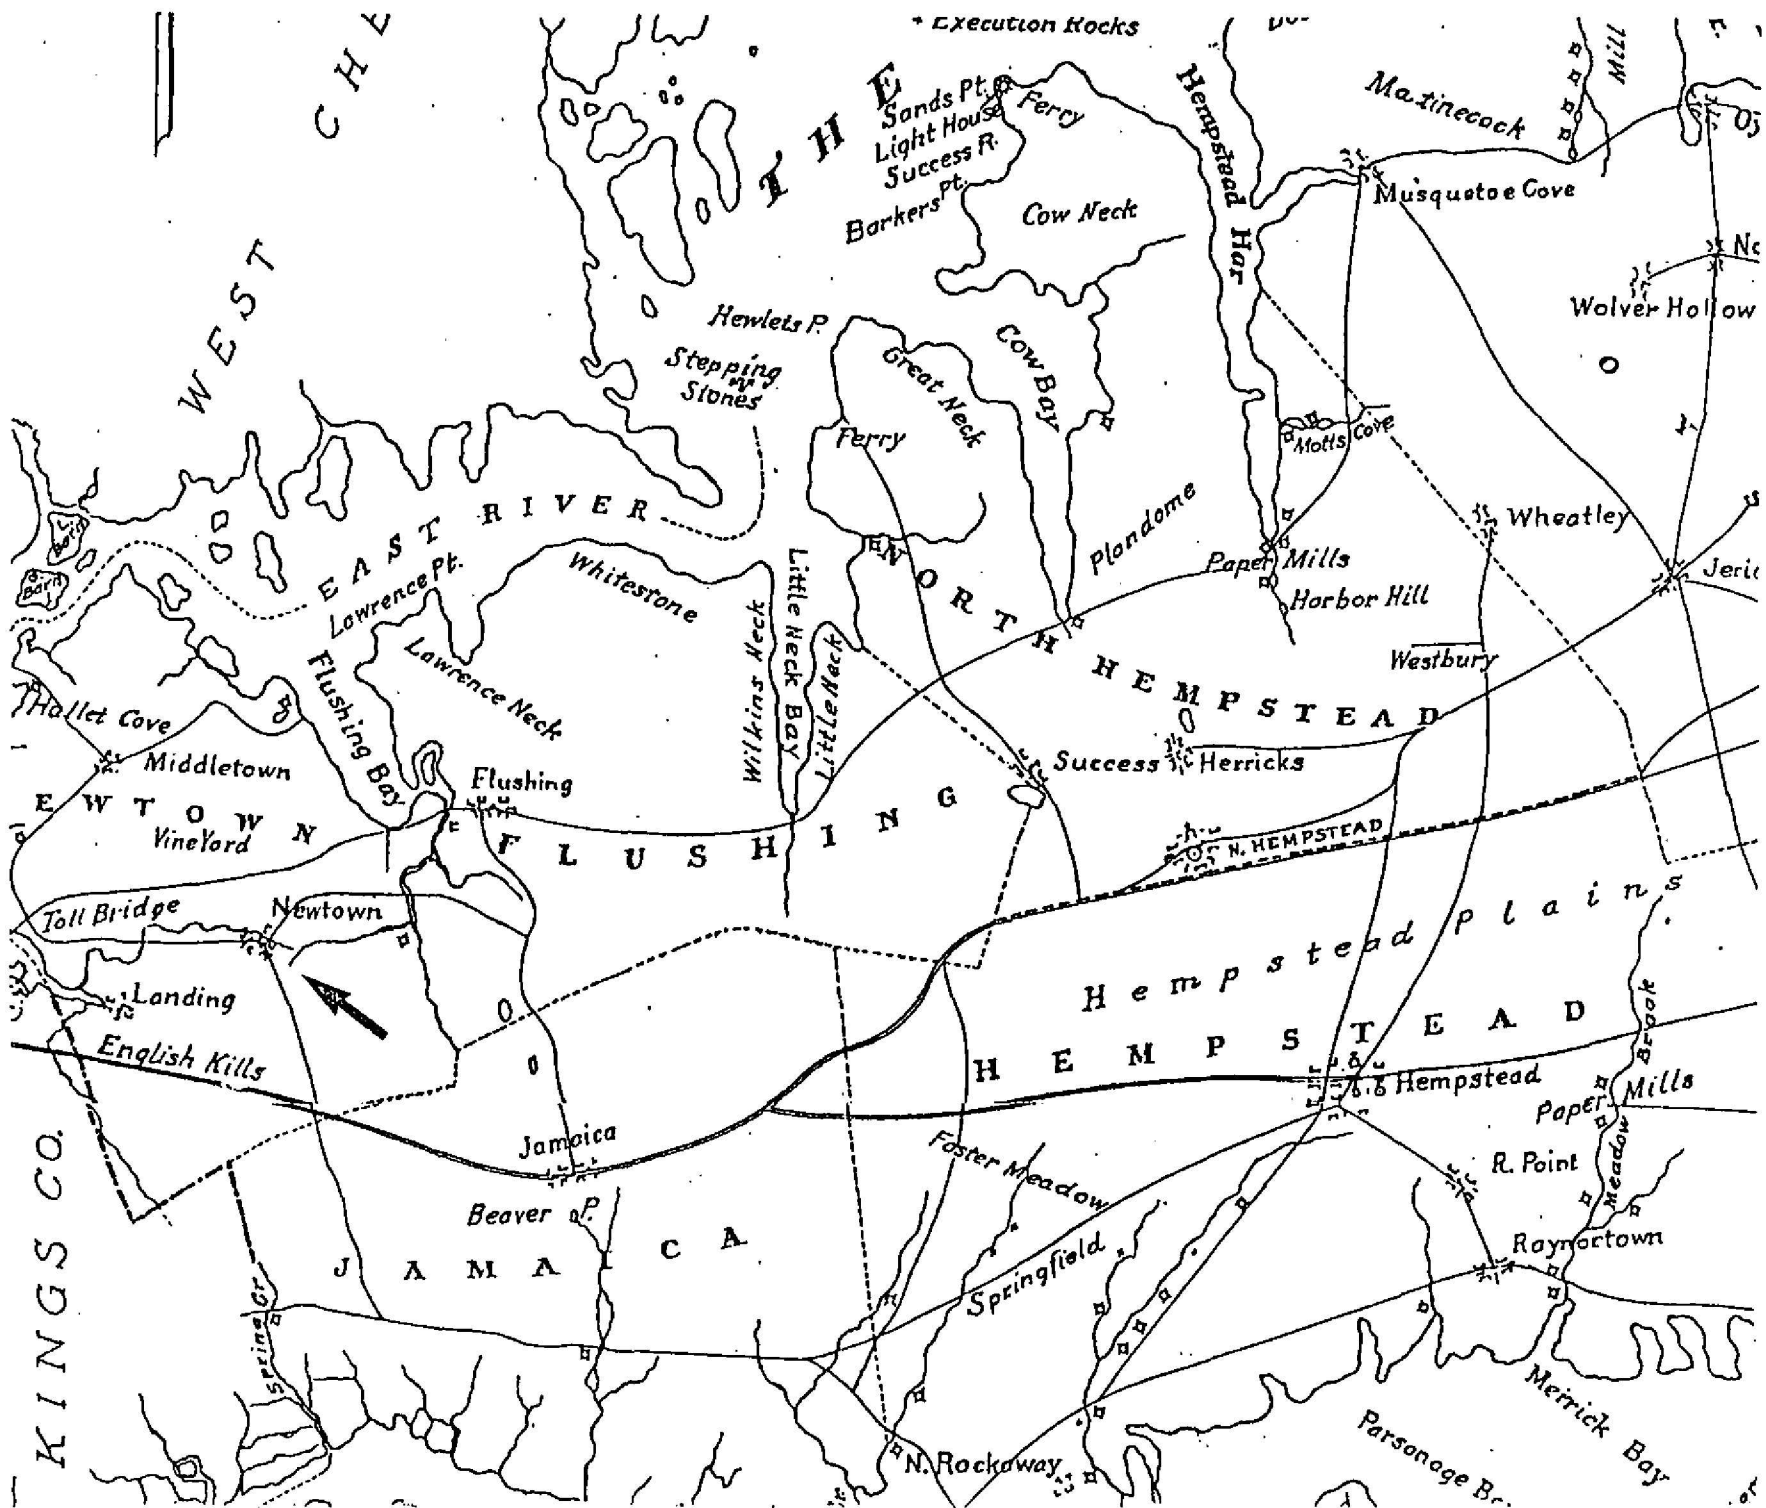 Execution Rocks
WEST CHE
THE
Sands Pt.
Light House
Success R.
Barkers Pt.
Ferry
Hempstead Har
Matinecock
Mill
Musquetoe Cove
Cow Neck
Wolver Hollow
Hewlets P.
Stepping
Stones
Great Neck
Cow Bay
Ferry
Motts Cove
EAST RIVER
Wheatley
Plandome
Lawrence Pt.
Whitestone
Little Neck Bay
Paper Mills
Harbor Hill
NORTH HEMPSTEAD
Westbury
Hallet Cove
Flushing Bay
Lawrence Neck
Wilkins Neck
Little Neck
Middletown
Flushing
Success
Herricks
EWTOWN
Vine Yard
FLUSHING
N. HEMPSTEAD
Toll Bridge
Newtown
Hempstead Plains
Landing
English Kills
HEMPSTEAD
Hempstead
Meadow Brook
Paper Mills
KINGS CO.
Jamaica
Foster Meadow
R. Point
Beaver P.
JAMAICA
Raynortown
Springfield
Spring Cr
Merrick Bay
N. Rockaway
Parsonage